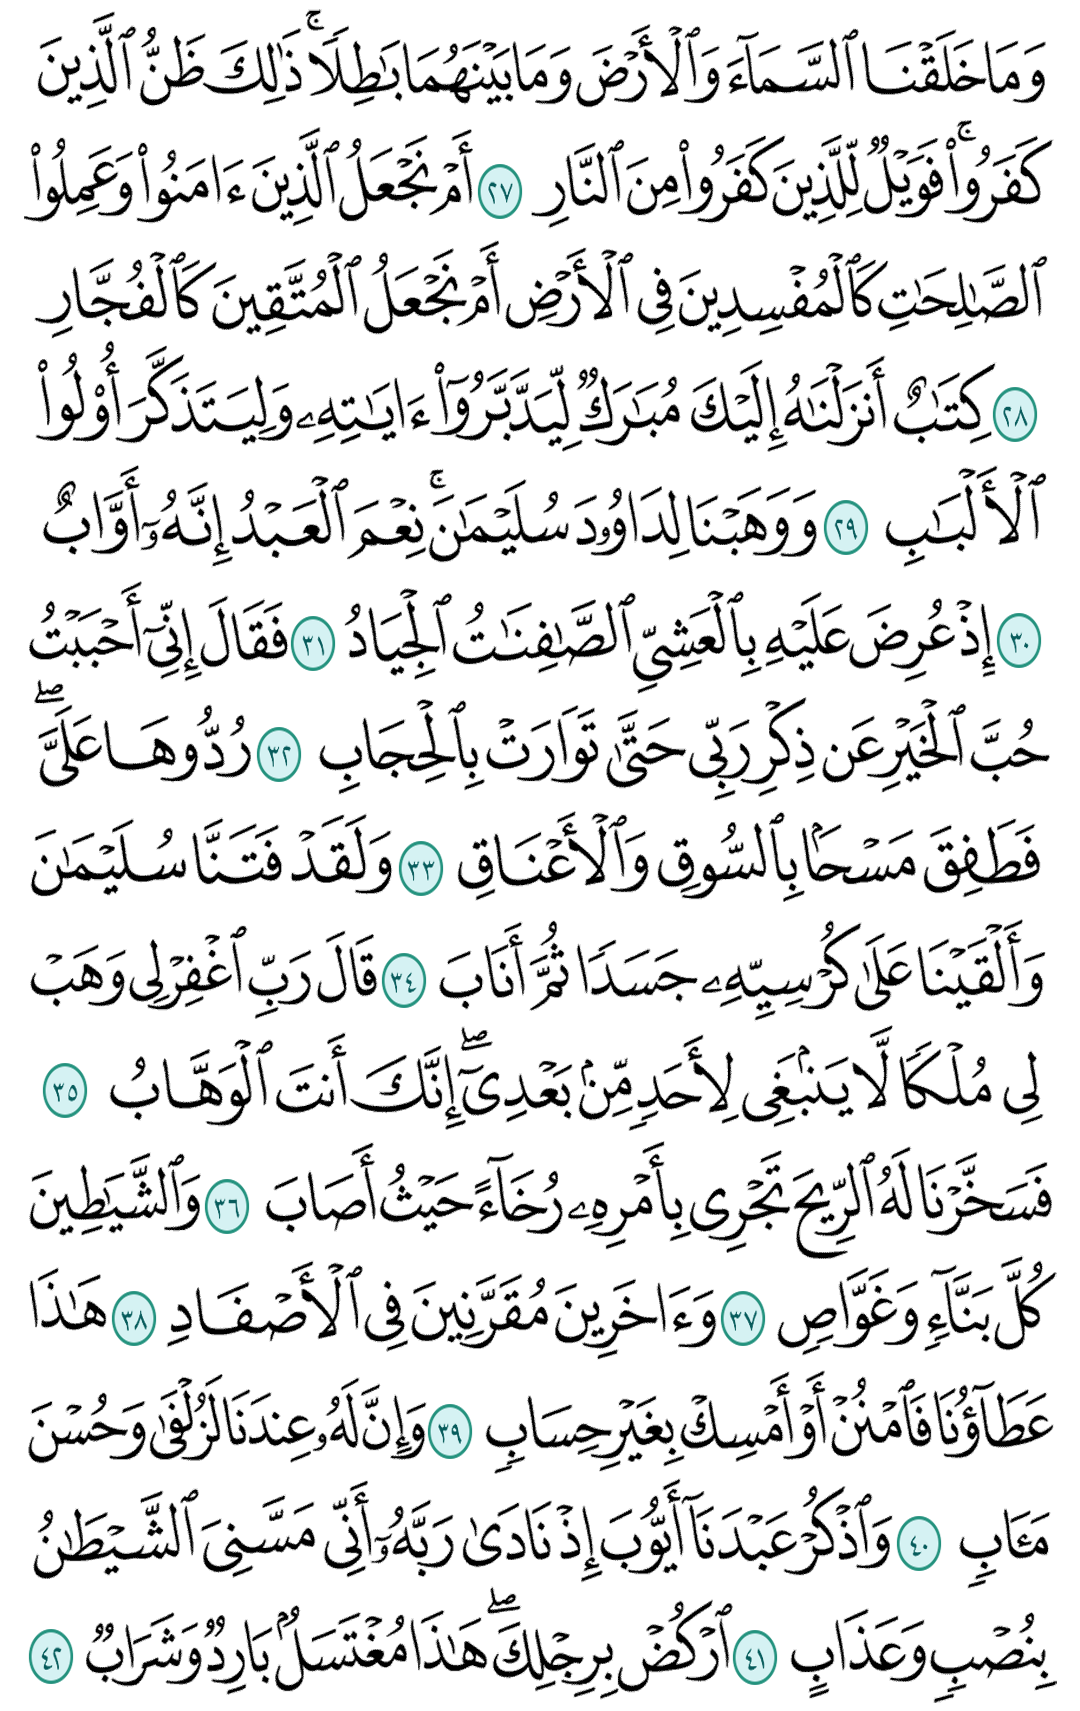 وَمَا خَلَقْنَا ٱلسَّمَآءَ وَٱلْأَرْضَ وَمَا بَيْنَهُمَا بَـٰطِلًا ۚ ذَٰلِكَ ظَنُّ ٱلَّذِينَ
كَفَرُوا۟ ۚ فَوَيْلٌ لِّلَّذِينَ كَفَرُوا۟ مِنَ ٱلنَّارِ ٢٧ أَمْ نَجْعَلُ ٱلَّذِينَ ءَامَنُوا۟ وَعَمِلُوا۟
ٱلصَّـٰلِحَـٰتِ كَٱلْمُفْسِدِينَ فِى ٱلْأَرْضِ أَمْ نَجْعَلُ ٱلْمُتَّقِينَ كَٱلْفُجَّارِ
٢٨ كِتَـٰبٌ أَنزَلْنَـٰهُ إِلَيْكَ مُبَـٰرَكٌ لِّيَدَّبَّرُوٓا۟ ءَايَـٰتِهِۦ وَلِيَتَذَكَّرَ أُو۟لُوا۟
ٱلْأَلْبَـٰبِ ٢٩ وَوَهَبْنَا لِدَاوُۥدَ سُلَيْمَـٰنَ ۚ نِعْمَ ٱلْعَبْدُ إِنَّهُۥٓ أَوَّابٌ
٣٠ إِذْ عُرِضَ عَلَيْهِ بِٱلْعَشِىِّ ٱلصَّـٰفِنَـٰتُ ٱلْجِيَادُ ٣١ فَقَالَ إِنِّىٓ أَحْبَبْتُ
حُبَّ ٱلْخَيْرِ عَن ذِكْرِ رَبِّى حَتَّىٰ تَوَارَتْ بِٱلْحِجَابِ ٣٢ رُدُّوهَا عَلَىَّ ۖ
فَطَفِقَ مَسْحًۢا بِٱلسُّوقِ وَٱلْأَعْنَاقِ ٣٣ وَلَقَدْ فَتَنَّا سُلَيْمَـٰنَ
وَأَلْقَيْنَا عَلَىٰ كُرْسِيِّهِۦ جَسَدًا ثُمَّ أَنَابَ ٣٤ قَالَ رَبِّ ٱغْفِرْ لِى وَهَبْ
لِى مُلْكًا لَّا يَنۢبَغِى لِأَحَدٍ مِّنۢ بَعْدِىٓ ۖ إِنَّكَ أَنتَ ٱلْوَهَّابُ ٣٥
فَسَخَّرْنَا لَهُ ٱلرِّيحَ تَجْرِى بِأَمْرِهِۦ رُخَآءً حَيْثُ أَصَابَ ٣٦ وَٱلشَّيَـٰطِينَ
كُلَّ بَنَّآءٍ وَغَوَّاصٍ ٣٧ وَءَاخَرِينَ مُقَرَّنِينَ فِى ٱلْأَصْفَادِ ٣٨ هَـٰذَا
عَطَآؤُنَا فَٱمْنُنْ أَوْ أَمْسِكْ بِغَيْرِ حِسَابٍ ٣٩ وَإِنَّ لَهُۥ عِندَنَا لَزُلْفَىٰ وَحُسْنَ
مَـَٔابٍ ٤٠ وَٱذْكُرْ عَبْدَنَآ أَيُّوبَ إِذْ نَادَىٰ رَبَّهُۥٓ أَنِّى مَسَّنِىَ ٱلشَّيْطَـٰنُ
بِنُصْبٍ وَعَذَابٍ ٤١ ٱرْكُضْ بِرِجْلِكَ ۖ هَـٰذَا مُغْتَسَلٌۢ بَارِدٌ وَشَرَابٌ ٤٢